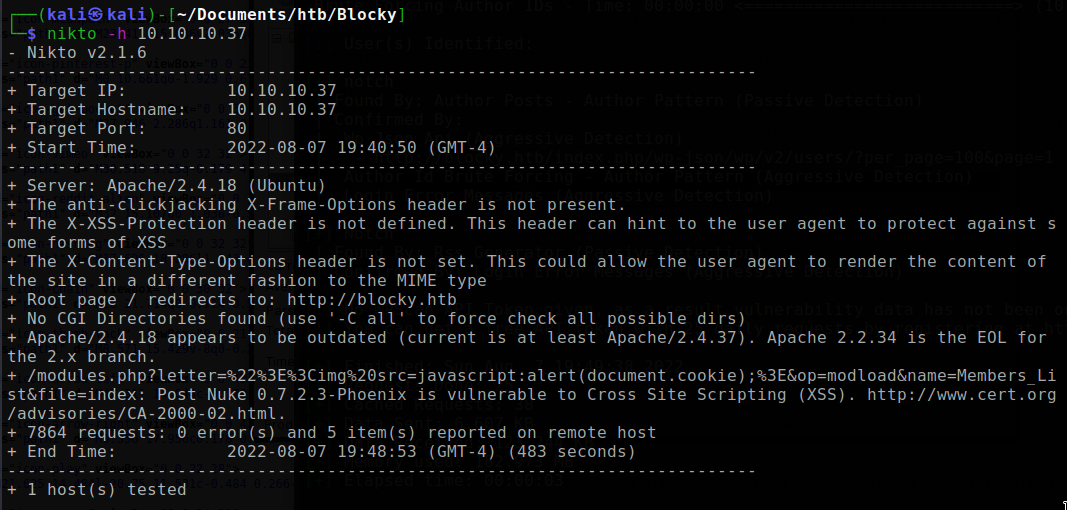 ┌──(kali㉿kali)-[~/Documents/htb/Blocky]
└─$ nikto -h 10.10.10.37
- Nikto v2.1.6
---------------------------------------------------------------------------
+ Target IP:          10.10.10.37
+ Target Hostname:    10.10.10.37
+ Target Port:        80
+ Start Time:         2022-08-07 19:40:50 (GMT-4)
---------------------------------------------------------------------------
+ Server: Apache/2.4.18 (Ubuntu)
+ The anti-clickjacking X-Frame-Options header is not present.
+ The X-XSS-Protection header is not defined. This header can hint to the user agent to protect against s
ome forms of XSS
+ The X-Content-Type-Options header is not set. This could allow the user agent to render the content of
the site in a different fashion to the MIME type
+ Root page / redirects to: http://blocky.htb
+ No CGI Directories found (use '-C all' to force check all possible dirs)
+ Apache/2.4.18 appears to be outdated (current is at least Apache/2.4.37). Apache 2.2.34 is the EOL for
the 2.x branch.
+ /modules.php?letter=%22%3E%3Cimg%20src=javascript:alert(document.cookie);%3E&op=modload&name=Members_Li
st&file=index: Post Nuke 0.7.2.3-Phoenix is vulnerable to Cross Site Scripting (XSS). http://www.cert.org
/advisories/CA-2000-02.html.
+ 7864 requests: 0 error(s) and 5 item(s) reported on remote host
+ End Time:           2022-08-07 19:48:53 (GMT-4) (483 seconds)
---------------------------------------------------------------------------
+ 1 host(s) tested